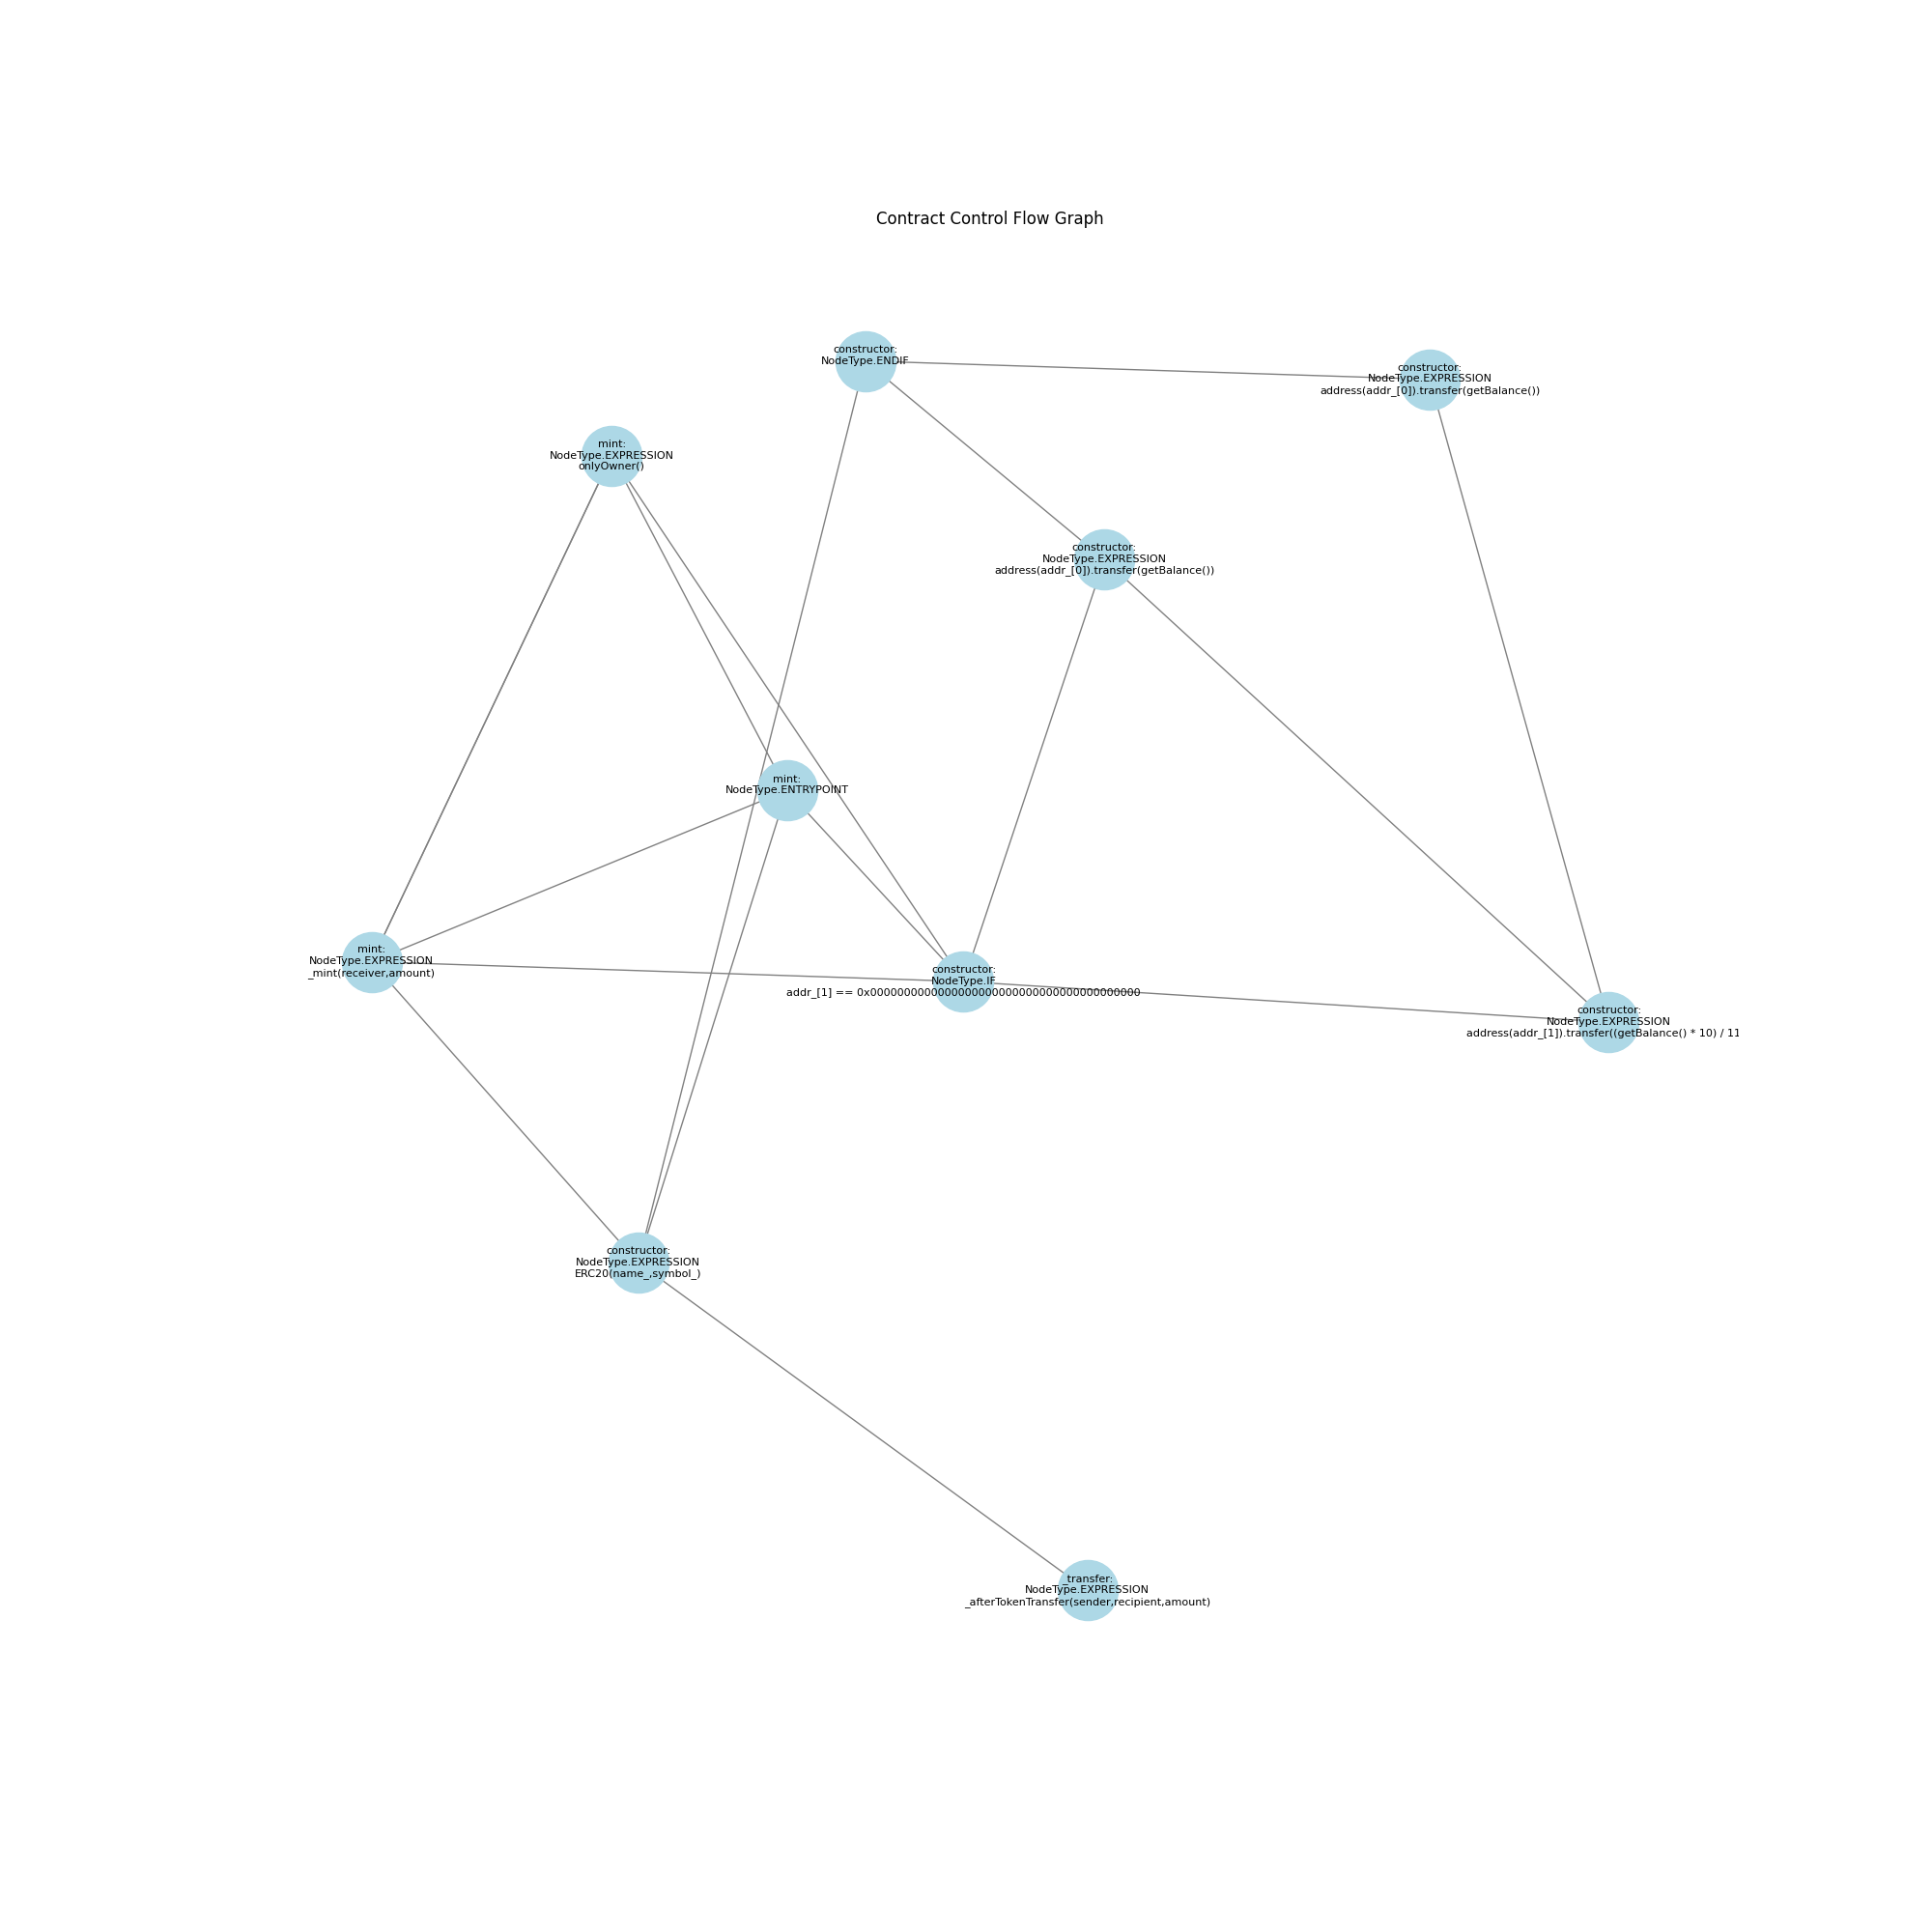 Contract Control Flow Graph
constructor:
NodeType.ENDIF
constructor:
NodeType.EXPRESSION
address(addr_[0]).transfer(getBalance())
mint:
NodeType.EXPRESSION
onlyOwner()
constructor:
NodeType.EXPRESSION
address(addr_[0]).transfer(getBalance())
mint:
NodeType.ENTRYPOINT
mint:
NodeType.EXPRESSION
_mint(receiver,amount)
constructor:
NodeType.IF
addr_[1] == 0x0000000000000000000000000000000000000000
constructor:
NodeType.EXPRESSION
address(addr_[1]).transfer((getBalance() * 10) / 11
constructor:
NodeType.EXPRESSION
ERC20(name_,symbol_)
_transfer:
NodeType.EXPRESSION
_afterTokenTransfer(sender,recipient,amount)